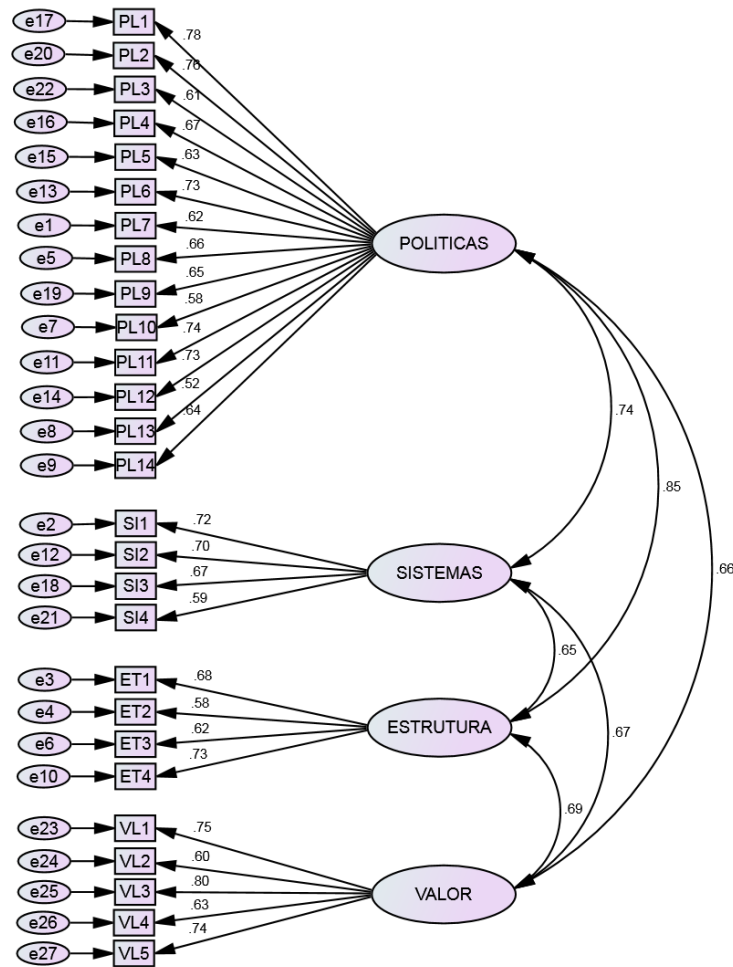 e17 PL1 .78
e20 PL2 .76
e22 PL3 .61
e16 PL4 .67
e15 PL5 .63
e13 PL6 .73
e1 PL7 .62
POLITICAS
e5 PL8 .66
e19 PL9 .65
e7 PL10 .58
e11 PL11 .74
e14 PL12 .73
e8 PL13 .52
e9 PL14 .64
.74
.85
.66
e2 SI1 .72
e12 SI2 .70
e18 SI3 .67
e21 SI4 .59
SISTEMAS
.65
.67
e3 ET1 .68
e4 ET2 .58
e6 ET3 .62
e10 ET4 .73
ESTRUTURA
.69
e23 VL1 .75
e24 VL2 .60
e25 VL3 .80
e26 VL4 .63
e27 VL5 .74
VALOR